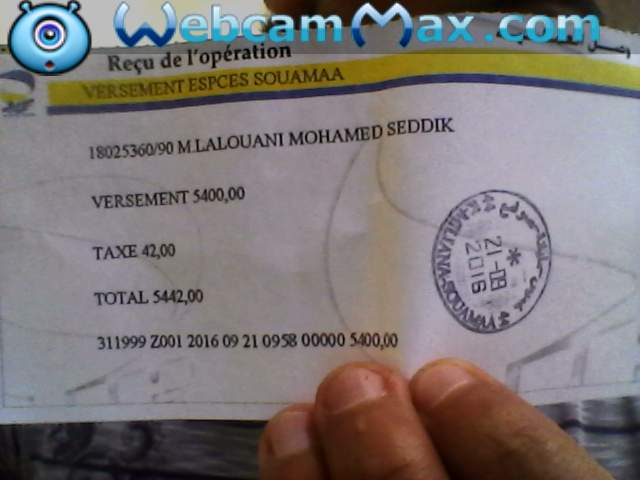 WebcamMax.com
Reçu de l'opération
VERSEMENT ESPCES SOUAMAA
18025360/90 M.LALOUANI MOHAMED SEDDIK
VERSEMENT 5400,00
TAXE 42,00
TOTAL 5442,00
311999 Z001 2016 09 21 0958 00000 5400,00
21-09
2016